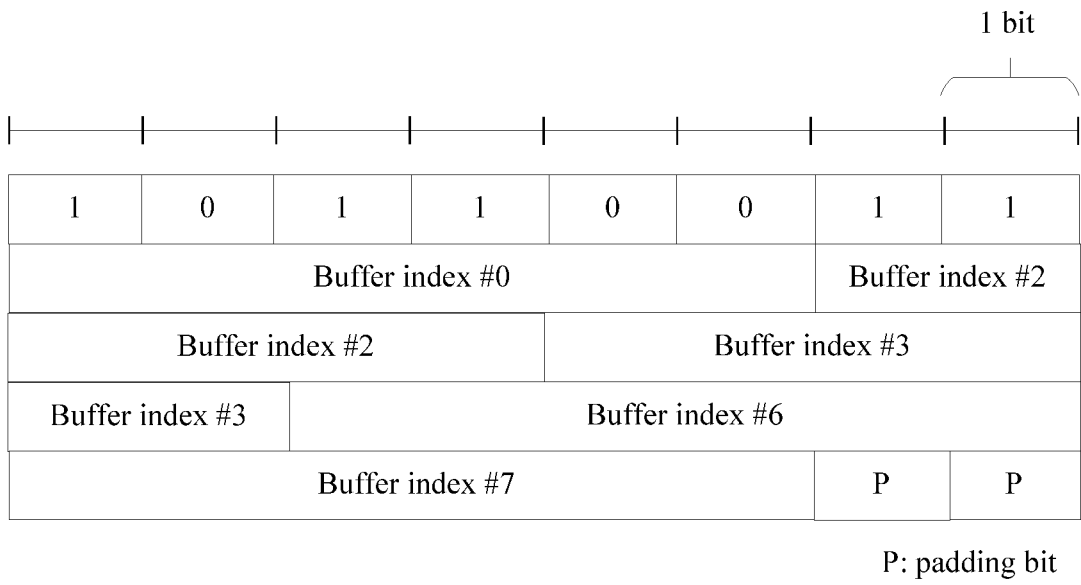 1 bit
1 0 1 1 0 0 1 1
Buffer index #0 Buffer index #2
Buffer index #2 Buffer index #3
Buffer index #3 Buffer index #6
Buffer index #7 P P
P: padding bit